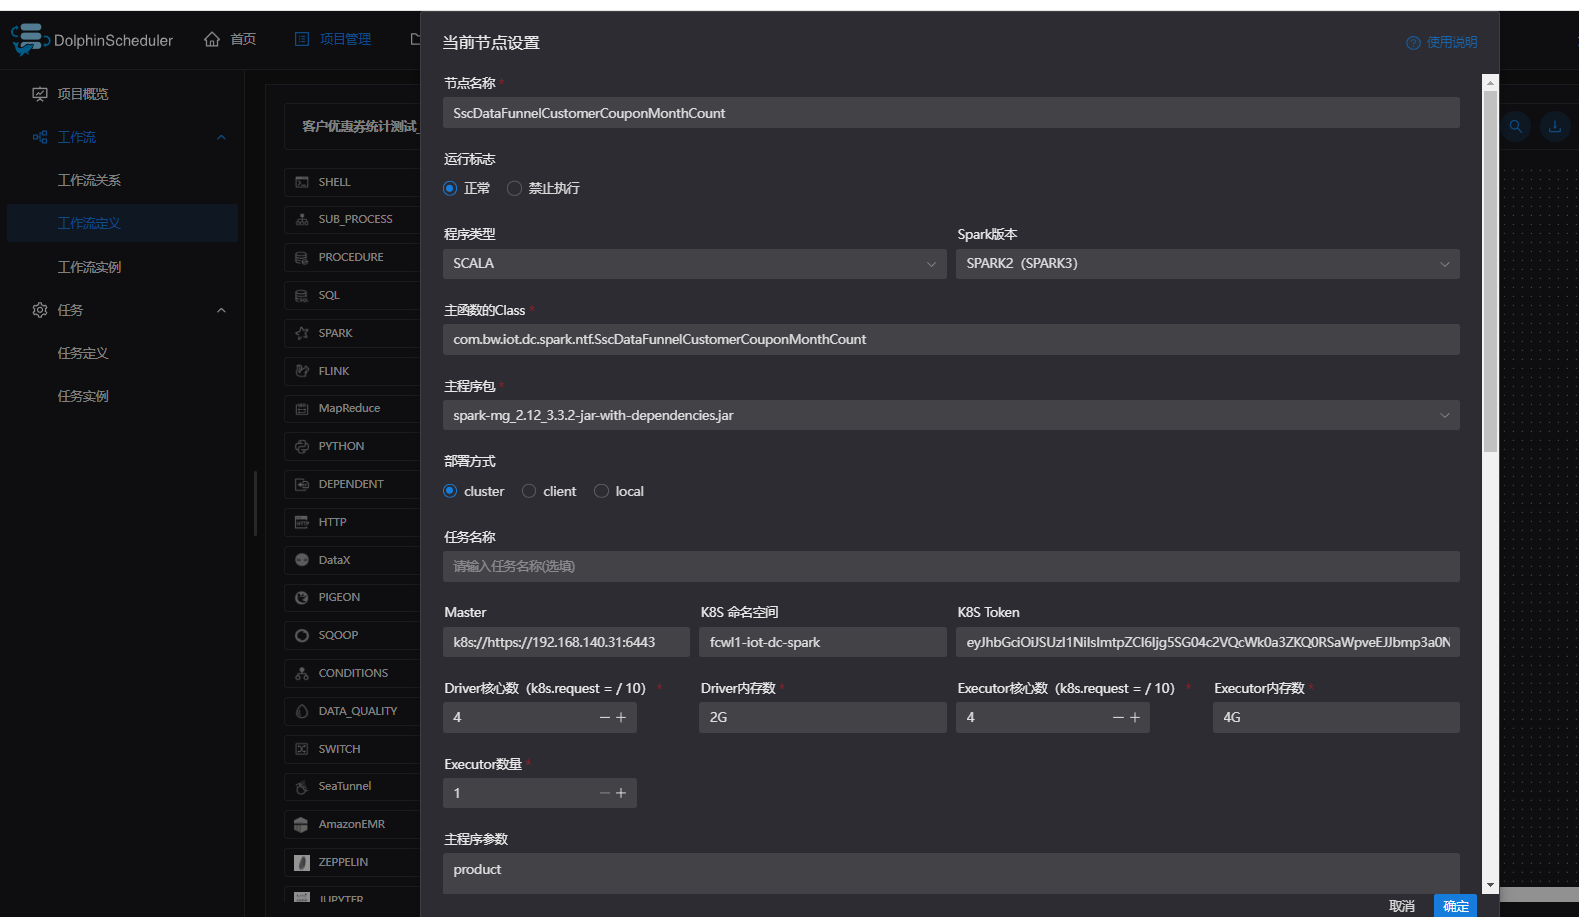 DolphinScheduler
首页
项目管理
项目概览
工作流
工作流关系
工作流定义
工作流实例
任务
任务定义
任务实例
客户优惠券统计测试_
SHELL
SUB_PROCESS
PROCEDURE
SQL
SPARK
FLINK
MapReduce
PYTHON
DEPENDENT
HTTP
DataX
PIGEON
SQOOP
CONDITIONS
DATA_QUALITY
SWITCH
SeaTunnel
AmazonEMR
ZEPPELIN
JUPYTER
当前节点设置
使用说明
节点名称 *
SscDataFunnelCustomerCouponMonthCount
运行标志
正常 禁止执行
程序类型 Spark版本
SCALA SPARK2（SPARK3）
主函数的Class *
com.bw.iot.dc.spark.ntf.SscDataFunnelCustomerCouponMonthCount
主程序包 *
spark-mg_2.12_3.3.2-jar-with-dependencies.jar
部署方式
cluster client local
任务名称
请输入任务名称(选填)
Master K8S 命名空间 K8S Token
k8s://https://192.168.140.31:6443 fcwl1-iot-dc-spark
Driver核心数（k8s.request = / 10） * Driver内存数 * Executor核心数（k8s.request = / 10） * Executor内存数 *
4 2G 4 4G
Executor数量 *
1
主程序参数
product
取消 确定